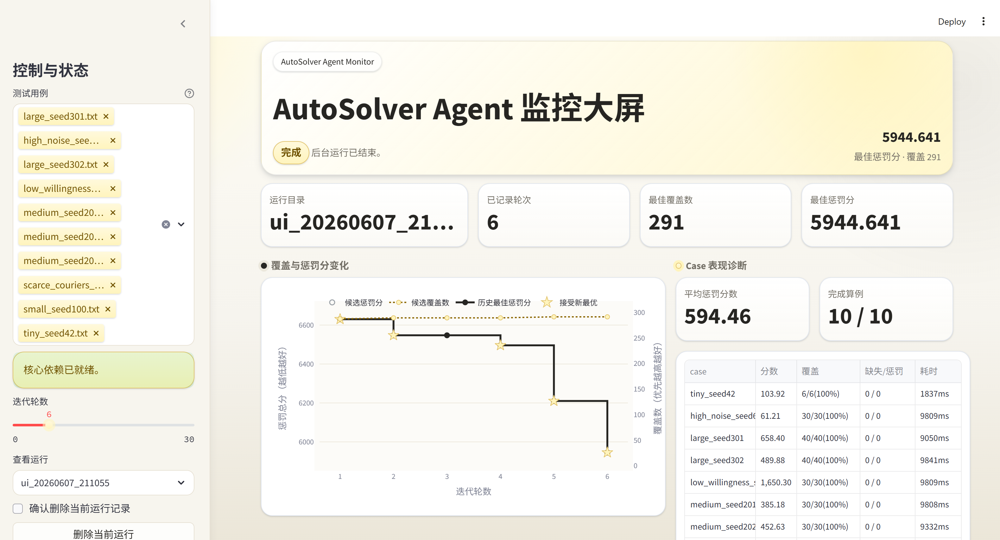 Deploy
控制与状态
测试用例
large_seed301.txt
high_noise_see...
large_seed302.txt
low_willingness...
medium_seed20...
medium_seed20...
medium_seed20...
scarce_couriers_...
small_seed100.txt
tiny_seed42.txt
核心依赖已就绪。
迭代轮数
6
0 30
查看运行
ui_20260607_211055
确认删除当前运行记录
删除当前运行
AutoSolver Agent Monitor
AutoSolver Agent 监控大屏
完成 后台运行已结束。
5944.641
最佳惩罚分 · 覆盖 291
运行目录
ui_20260607_21...
已记录轮次
6
最佳覆盖数
291
最佳惩罚分
5944.641
覆盖与惩罚分变化
候选惩罚分 候选覆盖数 历史最佳惩罚分 接受新最优
惩罚总分（越低越好）
6600
6400
6200
6000
300
250
200
150
100
50
0
覆盖数（优先越高越好）
1 2 3 4 5 6
迭代轮数
Case 表现诊断
平均惩罚分数
594.46
完成算例
10 / 10
case 分数 覆盖 缺失/惩罚 耗时
tiny_seed42 103.92 6/6(100%) 0 / 0 1837ms
high_noise_seed6 61.21 30/30(100%) 0 / 0 9809ms
large_seed301 658.40 40/40(100%) 0 / 0 9050ms
large_seed302 489.88 40/40(100%) 0 / 0 9841ms
low_willingness_s 1,650.30 30/30(100%) 0 / 0 9809ms
medium_seed201 385.18 30/30(100%) 0 / 0 9808ms
medium_seed202 452.63 30/30(100%) 0 / 0 9332ms